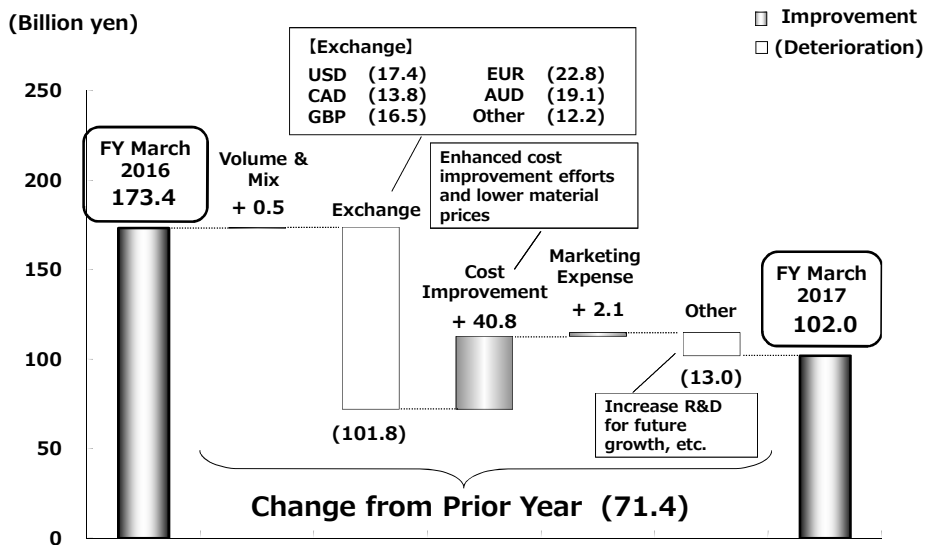 (Billion yen)
Improvement
(Deterioration)
【Exchange】
USD (17.4) EUR (22.8)
CAD (13.8) AUD (19.1)
GBP (16.5) Other (12.2)
250
200
150
100
50
0
FY March
2016
173.4
Volume &
Mix
+ 0.5
Exchange
(101.8)
Enhanced cost
improvement efforts
and lower material
prices
Cost
Improvement
+ 40.8
Marketing
Expense
+ 2.1
Other
(13.0)
Increase R&D
for future
growth, etc.
FY March
2017
102.0
Change from Prior Year (71.4)